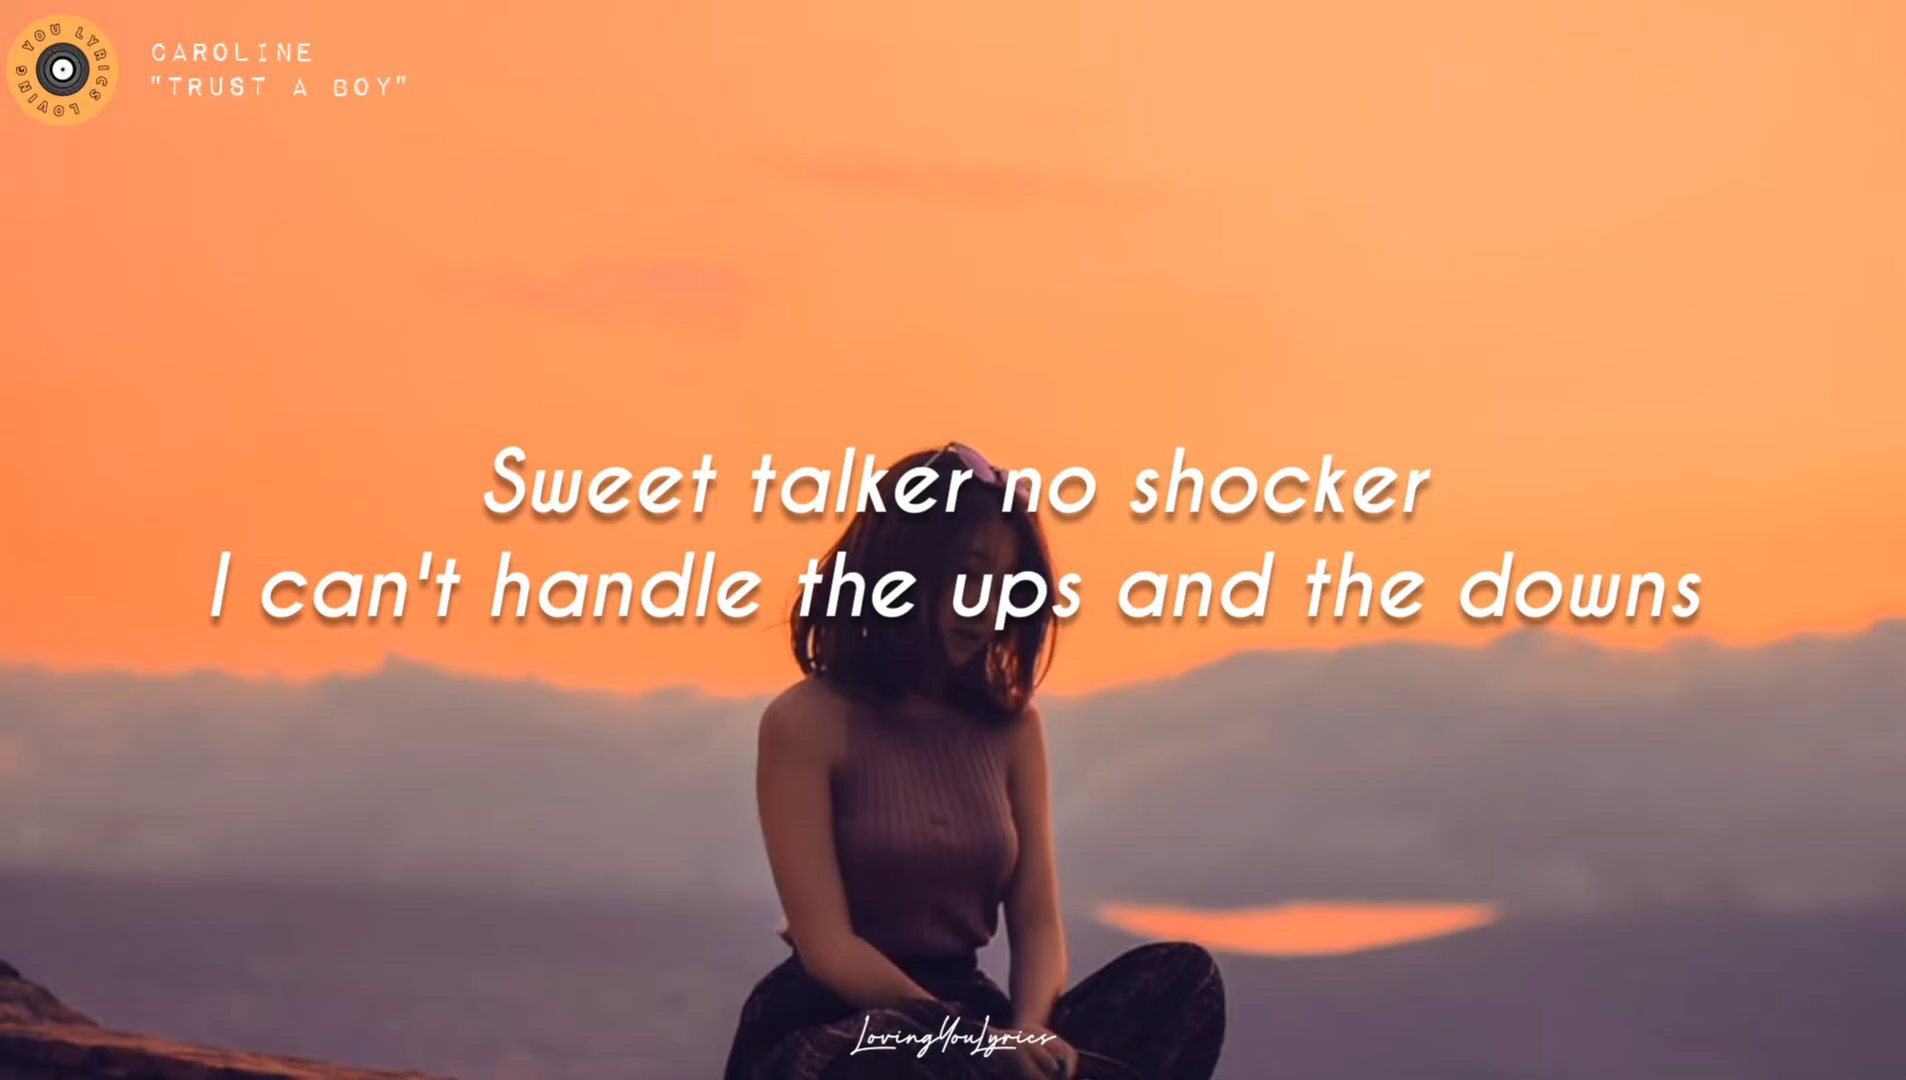 YOU LYRICS LOVING
CAROLINE
"TRUST A BOY"
Sweet talker no shocker
I can't handle the ups and the downs
LovingYouLyrics